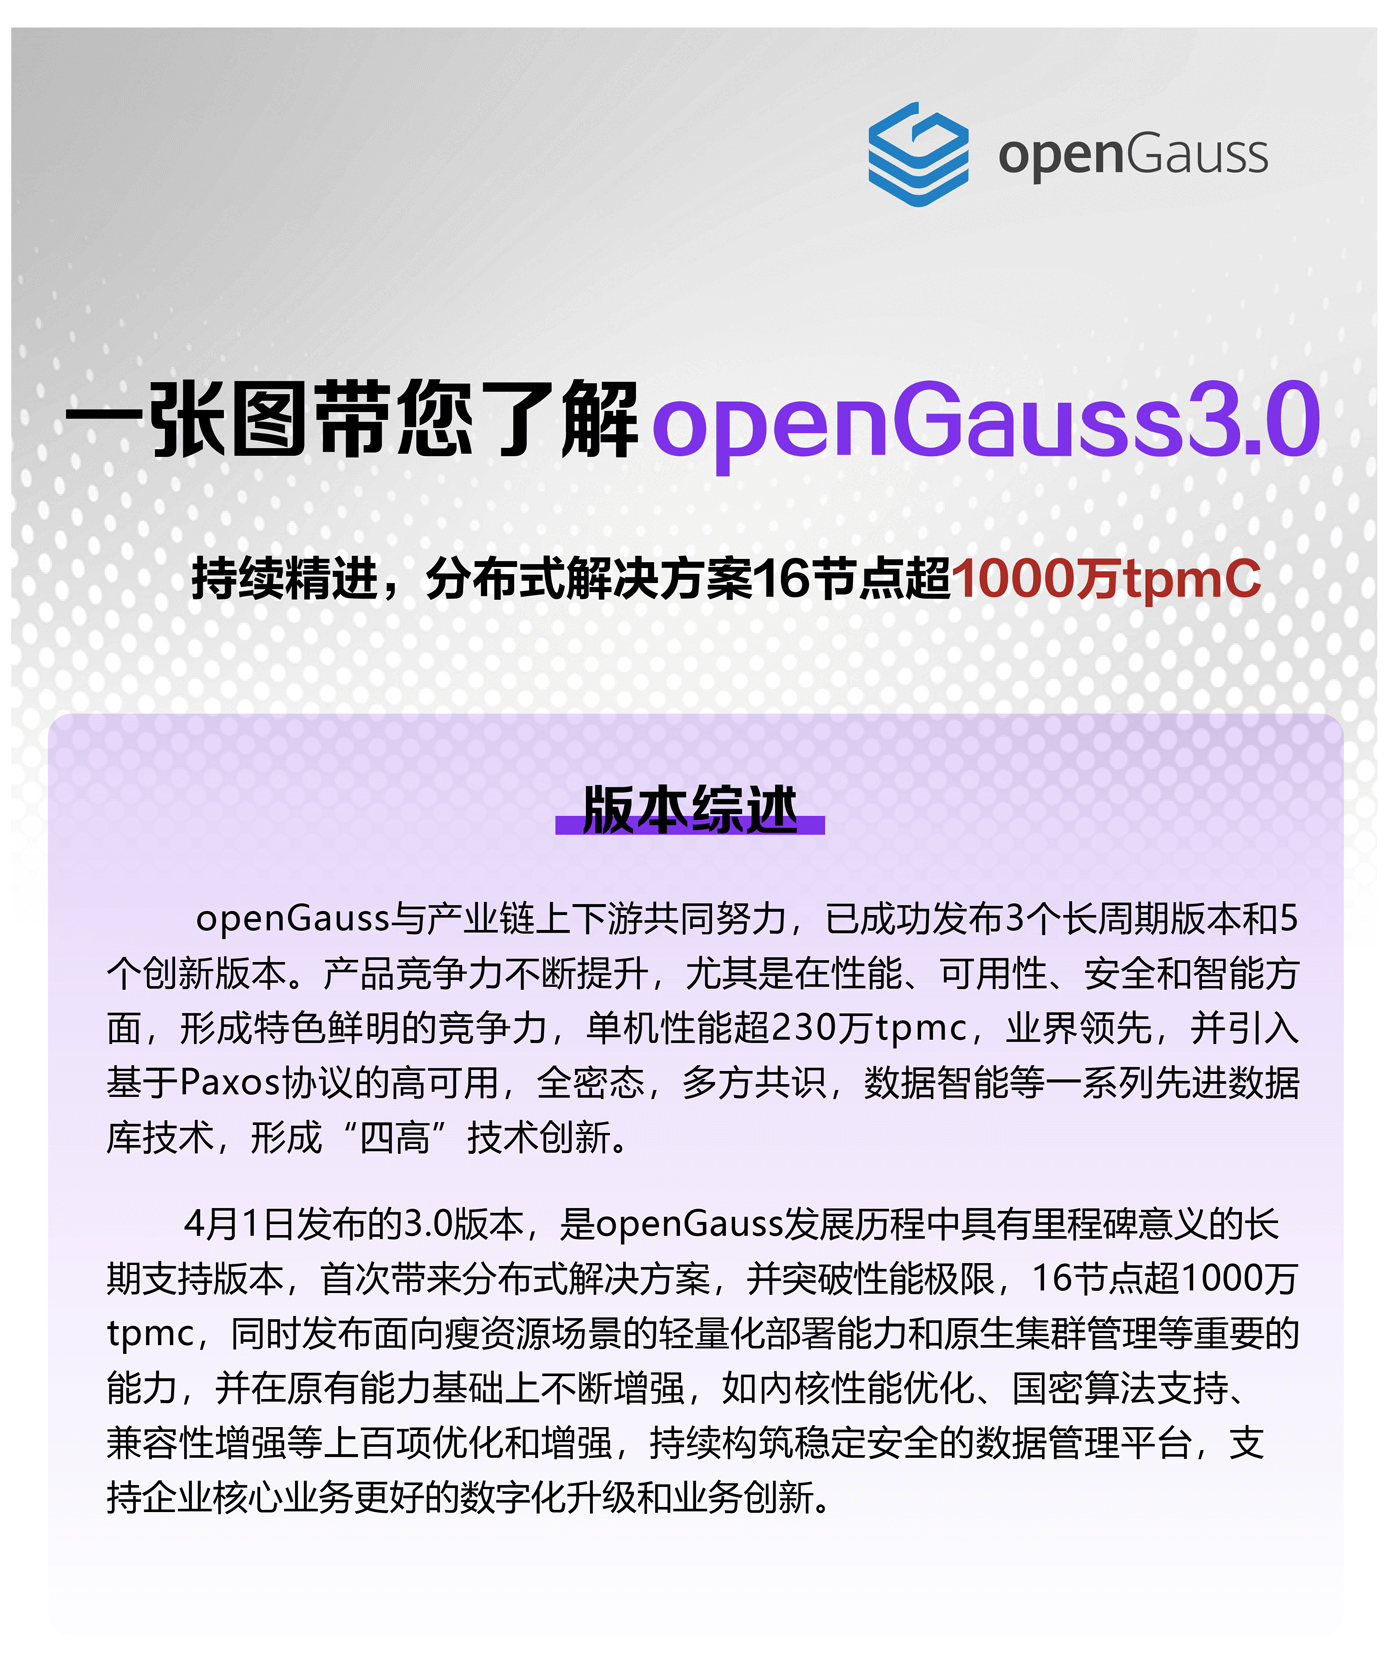 openGauss
一张图带您了解openGauss3.0
持续精进，分布式解决方案16节点超1000万tpmC
版本综述
openGauss与产业链上下游共同努力，已成功发布3个长周期版本和5
个创新版本。产品竞争力不断提升，尤其是在性能、可用性、安全和智能方
面，形成特色鲜明的竞争力，单机性能超230万tpmc，业界领先，并引入
基于Paxos协议的高可用，全密态，多方共识，数据智能等一系列先进数据
库技术，形成“四高”技术创新。
4月1日发布的3.0版本，是openGauss发展历程中具有里程碑意义的长
期支持版本，首次带来分布式解决方案，并突破性能极限，16节点超1000万
tpmc，同时发布面向瘦资源场景的轻量化部署能力和原生集群管理等重要的
能力，并在原有能力基础上不断增强，如内核性能优化、国密算法支持、
兼容性增强等上百项优化和增强，持续构筑稳定安全的数据管理平台，支
持企业核心业务更好的数字化升级和业务创新。